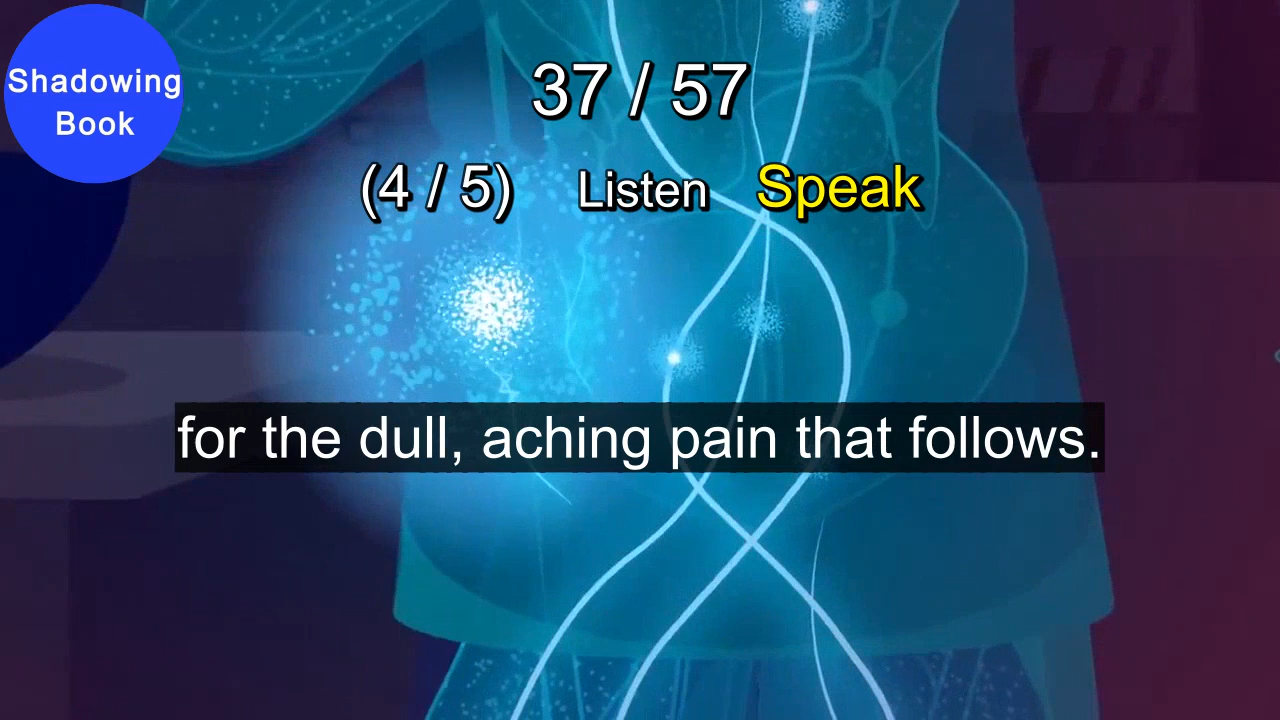 Shadowing
Book
37 / 57
(4 / 5) Listen Speak
for the dull, aching pain that follows.